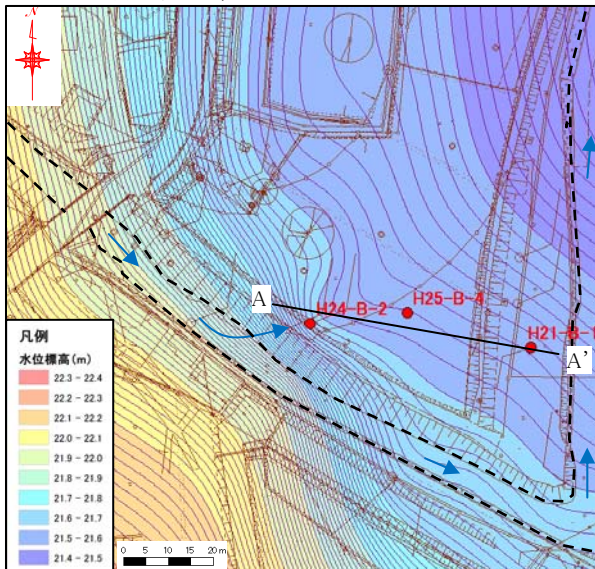 N
A
H24-B-2
H25-B-4
H21-B-1
A'
凡例
水位標高(m)
22.3 - 22.4
22.2 - 22.3
22.1 - 22.2
22.0 - 22.1
21.9 - 22.0
21.8 - 21.9
21.7 - 21.8
21.6 - 21.7
21.5 - 21.6
21.4 - 21.5
0 5 10 15 20 m